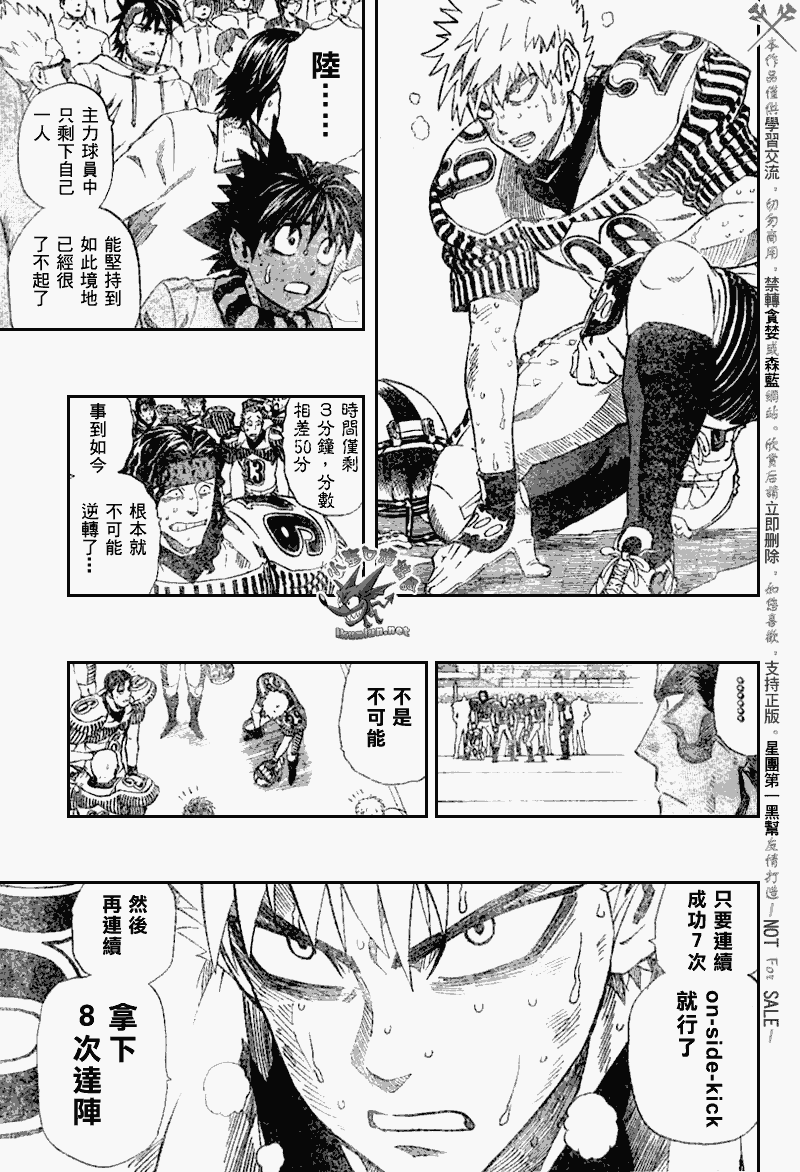 陸……
主力球員中
只剩下自己
一人
能堅持到
如此境地
已經很
了不起了
時間僅剩
3分鐘，分數
相差50分
事到如今
根本就
不可能
逆轉了…
……
不是
不可能
只要連續
成功7次
on-side-kick
就行了
然後
再連續
拿下
8次達陣
本作品僅供學習交流，切勿商用，禁轉貪婪或森藍網站。欣賞后請立即刪除，如您喜歡，支持正版。星團第一黑幫友情打造—NOT For SALE—